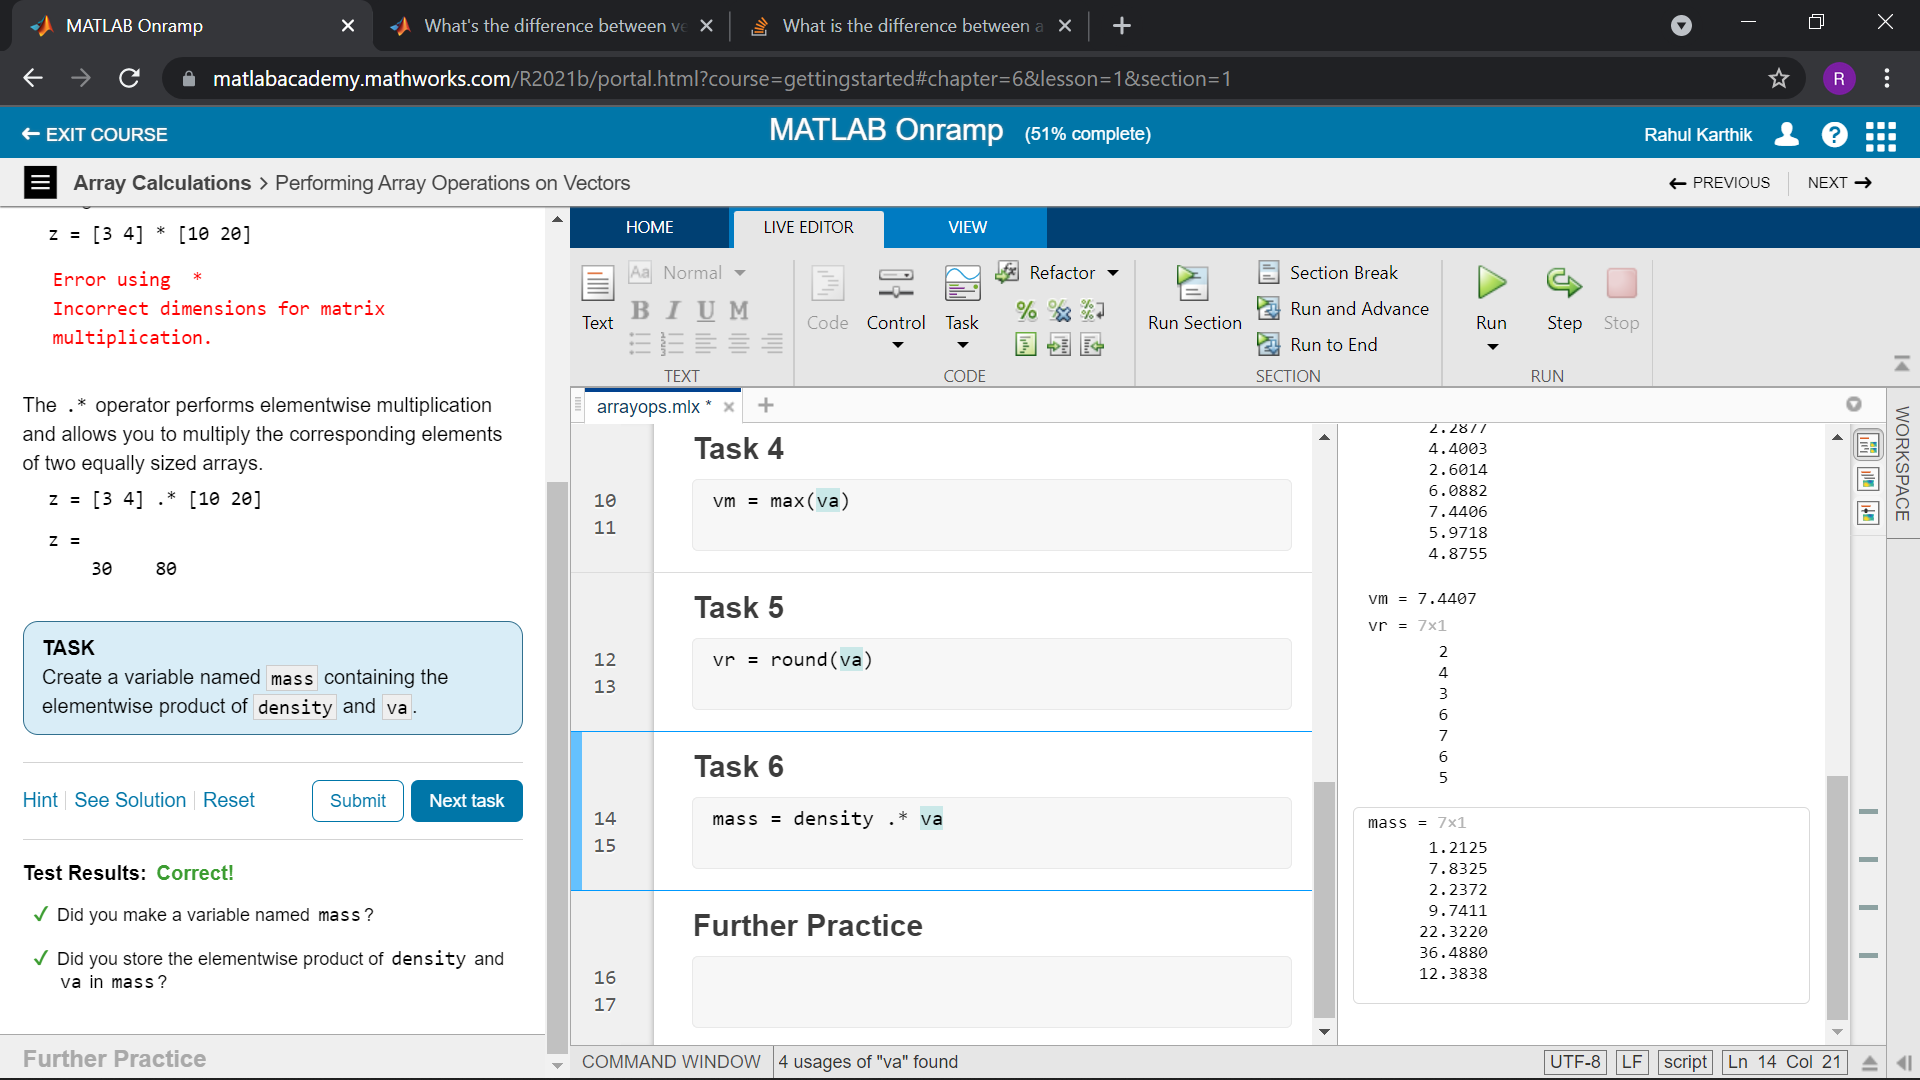 MATLAB Onramp
What's the difference between ve
What is the difference between a
matlabacademy.mathworks.com/R2021b/portal.html?course=gettingstarted#chapter=6&lesson=1&section=1
R
EXIT COURSE
MATLAB Onramp (51% complete)
Rahul Karthik
Array Calculations > Performing Array Operations on Vectors
PREVIOUS
NEXT
z = [3 4] * [10 20]
Error using *
Incorrect dimensions for matrix
multiplication.
The .* operator performs elementwise multiplication
and allows you to multiply the corresponding elements
of two equally sized arrays.
z = [3 4] .* [10 20]
z =
30 80
TASK
Create a variable named mass containing the
elementwise product of density and va.
Hint
See Solution
Reset
Submit
Next task
Test Results: Correct!
Did you make a variable named mass?
Did you store the elementwise product of density and
va in mass?
Further Practice
HOME
LIVE EDITOR
VIEW
Text
Aa Normal
B I U M
TEXT
Code
Control
Task
Refactor
CODE
Run Section
Section Break
Run and Advance
Run to End
SECTION
Run
Step
Stop
RUN
arrayops.mlx *
Task 4
10 vm = max(va)
11
Task 5
12 vr = round(va)
13
Task 6
14 mass = density .* va
15
Further Practice
16
17
2.2877
4.4003
2.6014
6.0882
7.4406
5.9718
4.8755
vm = 7.4407
vr = 7×1
2
4
3
6
7
6
5
mass = 7×1
1.2125
7.8325
2.2372
9.7411
22.3220
36.4880
12.3838
WORKSPACE
COMMAND WINDOW
4 usages of "va" found
UTF-8
LF
script
Ln 14 Col 21